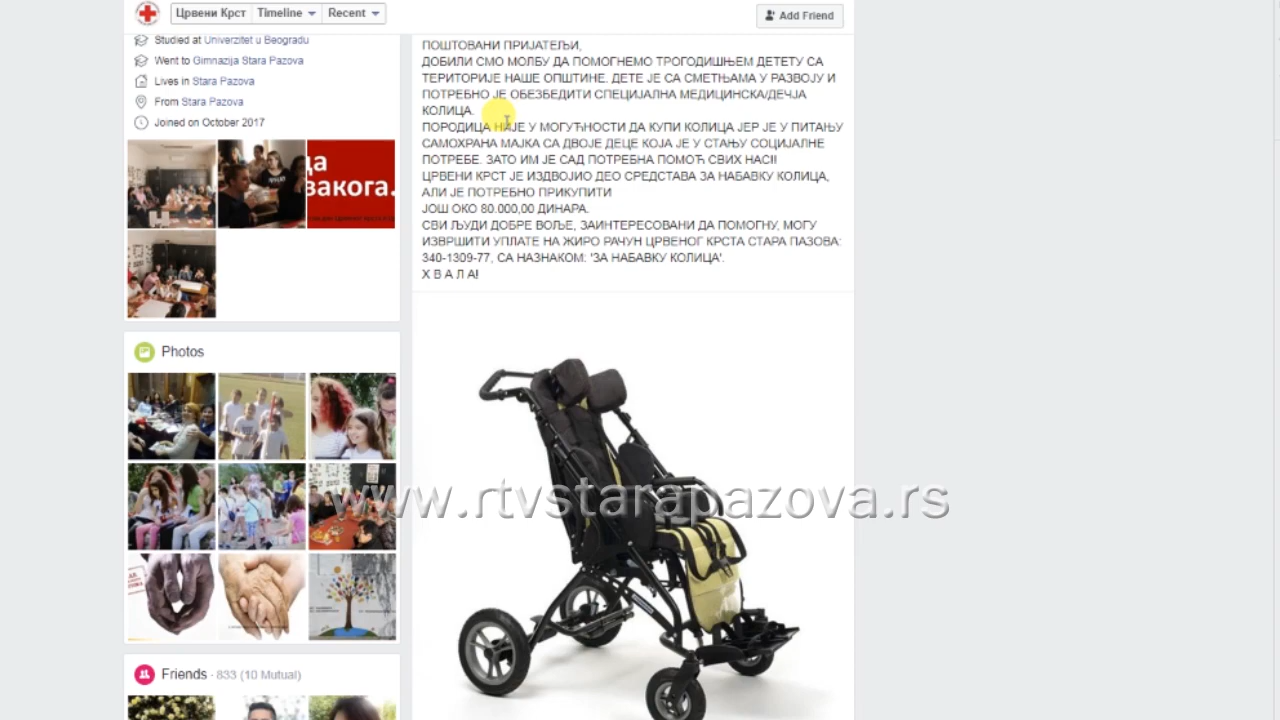 Црвени Крст
Timeline
Recent
Add Friend
Studied at Univerzitet u Beogradu
Went to Gimnazija Stara Pazova
Lives in Stara Pazova
From Stara Pazova
Joined on October 2017
закога.
Photos
Friends · 833 (10 Mutual)
ПОШТОВАНИ ПРИЈАТЕЉИ,
ДОБИЛИ СМО МОЛБУ ДА ПОМОГНЕМО ТРОГОДИШЊЕМ ДЕТЕТУ СА
ТЕРИТОРИЈЕ НАШЕ ОПШТИНЕ. ДЕТЕ ЈЕ СА СМЕТЊАМА У РАЗВОЈУ И
ПОТРЕБНО ЈЕ ОБЕЗБЕДИТИ СПЕЦИЈАЛНА МЕДИЦИНСКА/ДЕЧЈА
КОЛИЦА.
ПОРОДИЦА НИЈЕ У МОГУЋНОСТИ ДА КУПИ КОЛИЦА ЈЕР ЈЕ У ПИТАЊУ
САМОХРАНА МАЈКА СА ДВОЈЕ ДЕЦЕ КОЈА ЈЕ У СТАЊУ СОЦИЈАЛНЕ
ПОТРЕБЕ. ЗАТО ИМ ЈЕ САД ПОТРЕБНА ПОМОЋ СВИХ НАС!!
ЦРВЕНИ КРСТ ЈЕ ИЗДВОЈИО ДЕО СРЕДСТАВА ЗА НАБАВКУ КОЛИЦА,
АЛИ ЈЕ ПОТРЕБНО ПРИКУПИТИ
ЈОШ ОКО 80.000,00 ДИНАРА.
СВИ ЉУДИ ДОБРЕ ВОЉЕ, ЗАИНТЕРЕСОВАНИ ДА ПОМОГНУ, МОГУ
ИЗВРШИТИ УПЛАТЕ НА ЖИРО РАЧУН ЦРВЕНОГ КРСТА СТАРА ПАЗОВА:
340-1309-77, СА НАЗНАКОМ: 'ЗА НАБАВКУ КОЛИЦА'.
Х В А Л А!
www.rtvstarapazova.rs